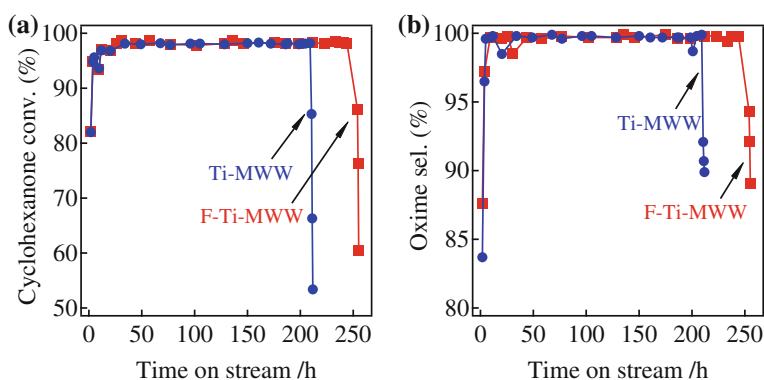 (a)
Cyclohexanone conv. (%)
100
90
80
70
60
50
Ti-MWW
F-Ti-MWW
0 50 100 150 200 250
Time on stream /h
(b)
Oxime sel. (%)
100
95
90
85
80
Ti-MWW
F-Ti-MWW
0 50 100 150 200 250
Time on stream /h